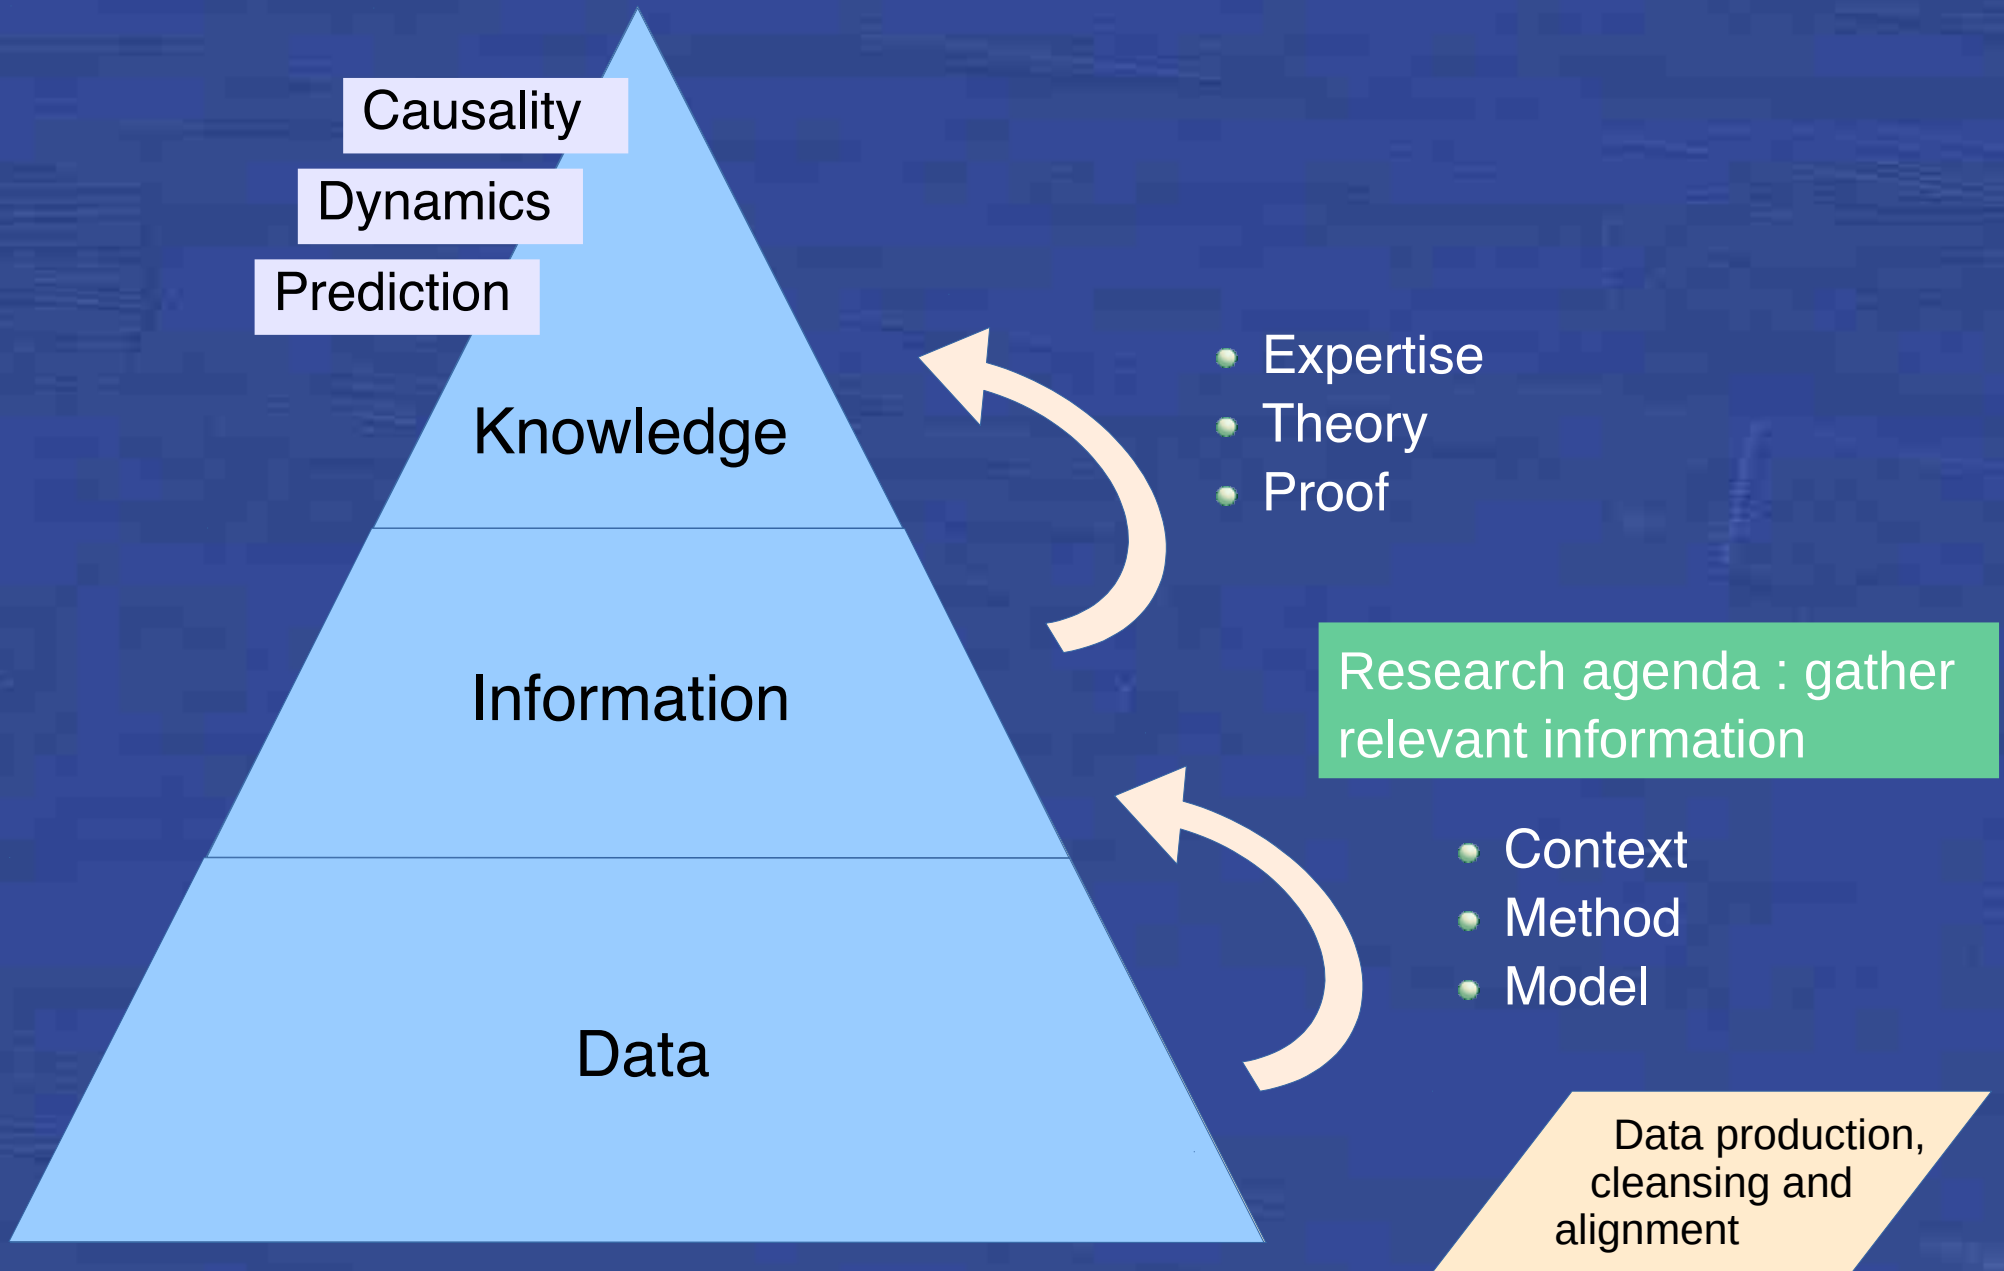 Causality
Dynamics
Prediction
Knowledge
Expertise
Theory
Proof
Information
Research agenda : gather
relevant information
Context
Method
Model
Data
Data production,
cleansing and
alignment